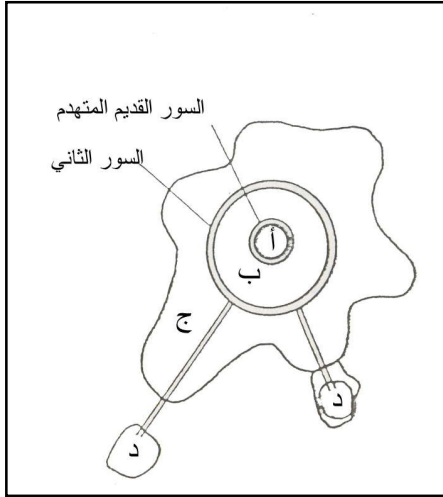 السور القديم المتهدم
السور الثاني
أ
ب
ج
د
د